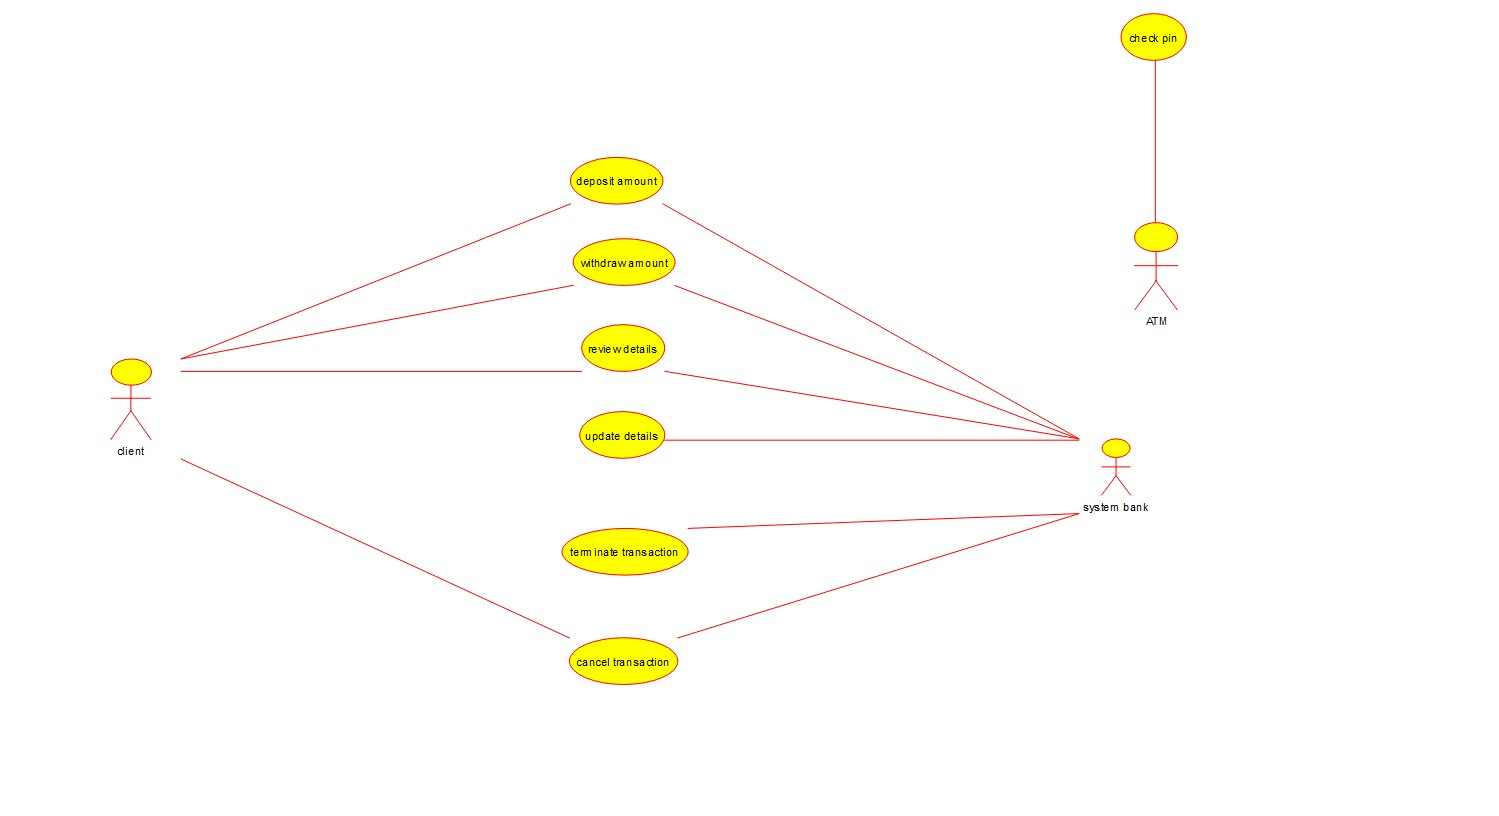 check pin
deposit amount
withdraw amount
ATM
review details
update details
client
system bank
terminate transaction
cancel transaction